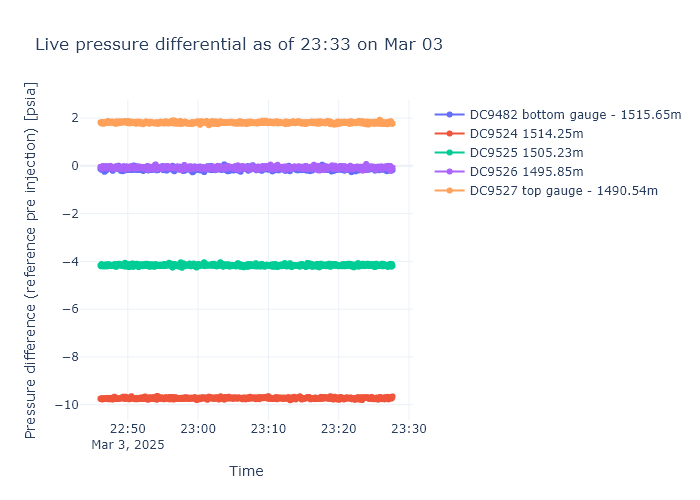 Live pressure differential as of 23:33 on Mar 03
Pressure difference (reference pre injection) [psia]
2
0
−2
−4
−6
−8
−10
22:50
23:00
23:10
23:20
23:30
Mar 3, 2025
Time
DC9482 bottom gauge - 1515.65m
DC9524 1514.25m
DC9525 1505.23m
DC9526 1495.85m
DC9527 top gauge - 1490.54m